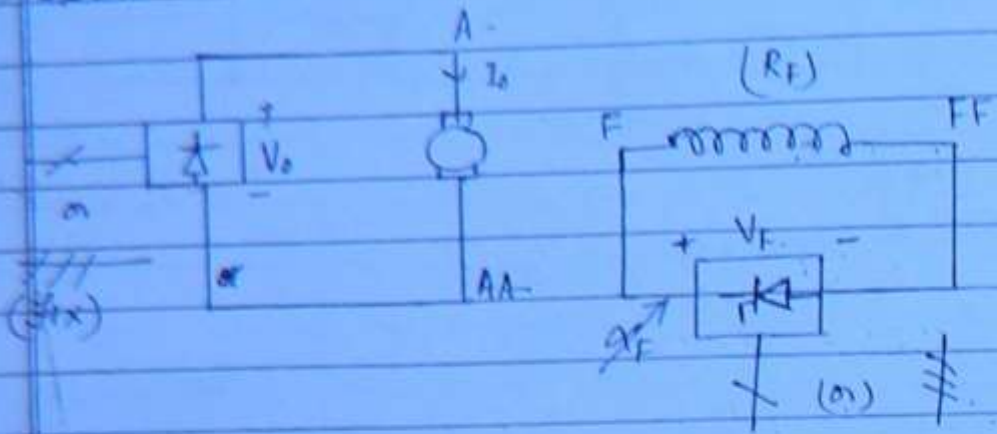 A
I₀
(R_F)
F
FF
+
V₀
-
V_F
+
-
AA
α_F
(or)